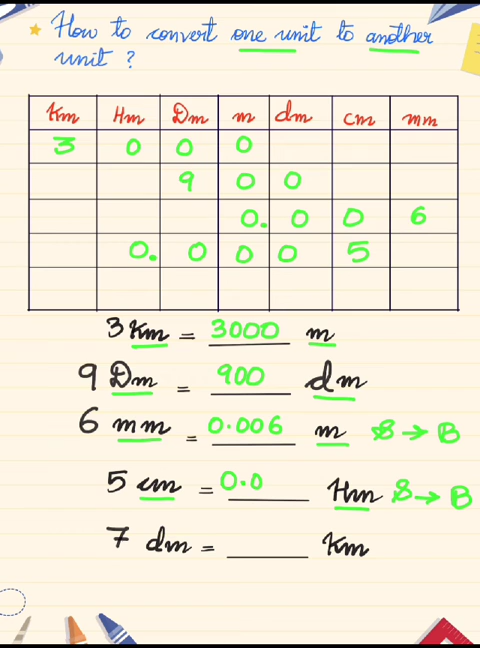 How to convert one unit to another
unit ?
Km Hm Dm m dm cm mm
3 0 0 0
9 0 0
0. 0 0 6
0. 0 0 0 5
3 Km = 3000 m
9 Dm = 900 dm
6 mm = 0.006 m S → B
5 cm = 0.0 Hm S → B
7 dm = ____ Km